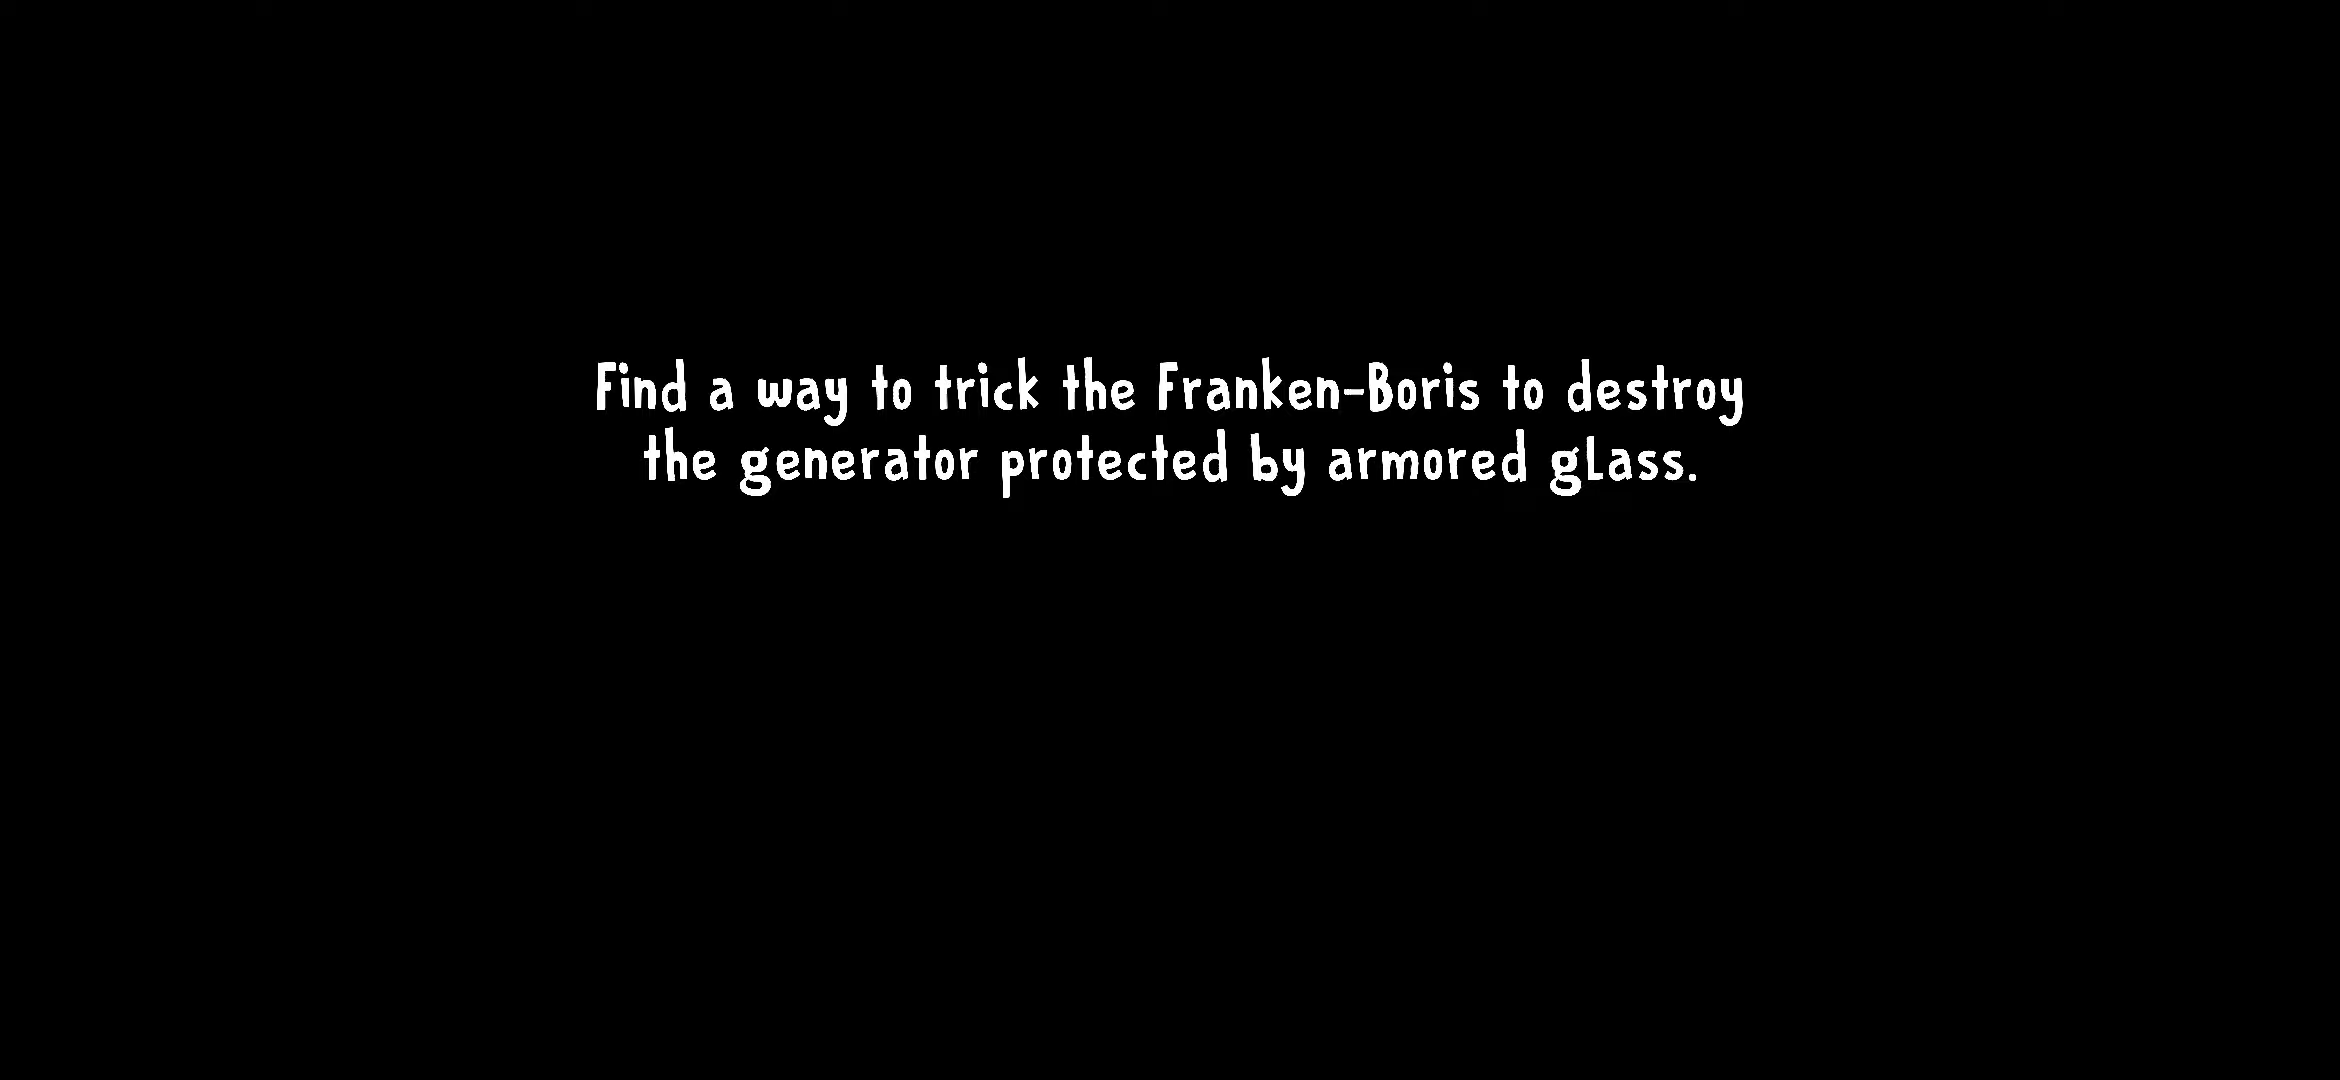 Find a way to trick the Franken-Boris to destroy
the generator protected by armored glass.